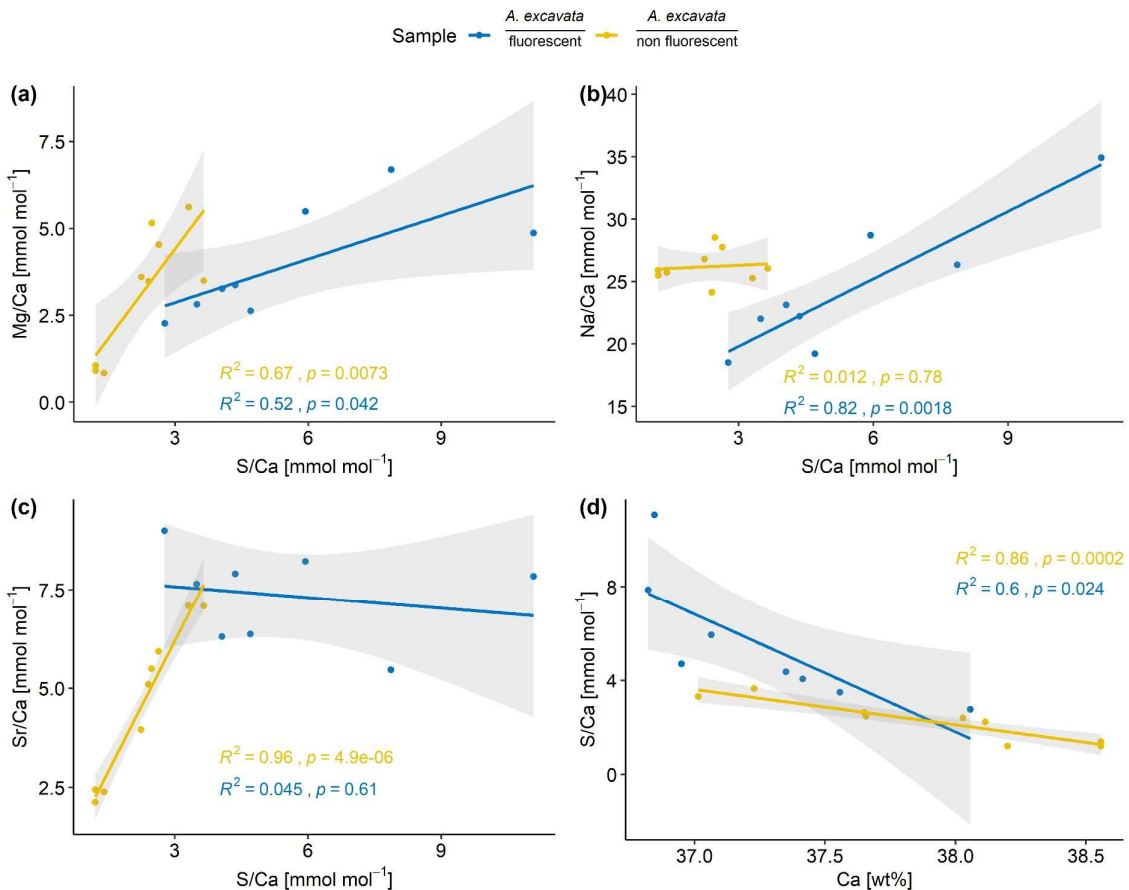 Sample A. excavata fluorescent A. excavata non fluorescent
(a)
Mg/Ca [mmol mol⁻¹]
7.5
5.0
2.5
0.0
R² = 0.67 , p = 0.0073
R² = 0.52 , p = 0.042
3 6 9
S/Ca [mmol mol⁻¹]
(b)
Na/Ca [mmol mol⁻¹]
40
35
30
25
20
15
R² = 0.012 , p = 0.78
R² = 0.82 , p = 0.0018
3 6 9
S/Ca [mmol mol⁻¹]
(c)
Sr/Ca [mmol mol⁻¹]
7.5
5.0
2.5
R² = 0.96 , p = 4.9e-06
R² = 0.045 , p = 0.61
3 6 9
S/Ca [mmol mol⁻¹]
(d)
S/Ca [mmol mol⁻¹]
8
4
0
R² = 0.86 , p = 0.0002
R² = 0.6 , p = 0.024
37.0 37.5 38.0 38.5
Ca [wt%]